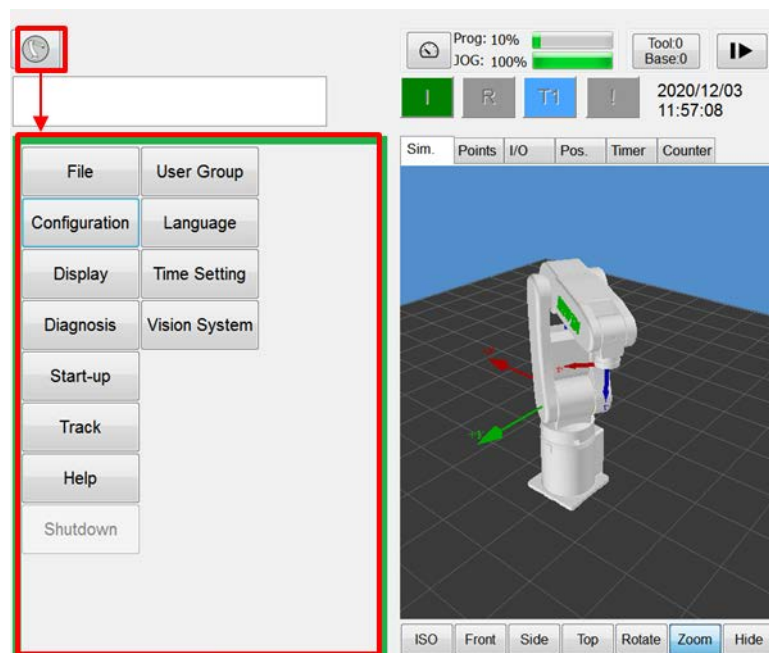 Prog: 10%
JOG: 100%
Tool:0
Base:0
I
R
T1
!
2020/12/03
11:57:08
File
User Group
Configuration
Language
Display
Time Setting
Diagnosis
Vision System
Start-up
Track
Help
Shutdown
Sim.
Points
I/O
Pos.
Timer
Counter
ISO
Front
Side
Top
Rotate
Zoom
Hide